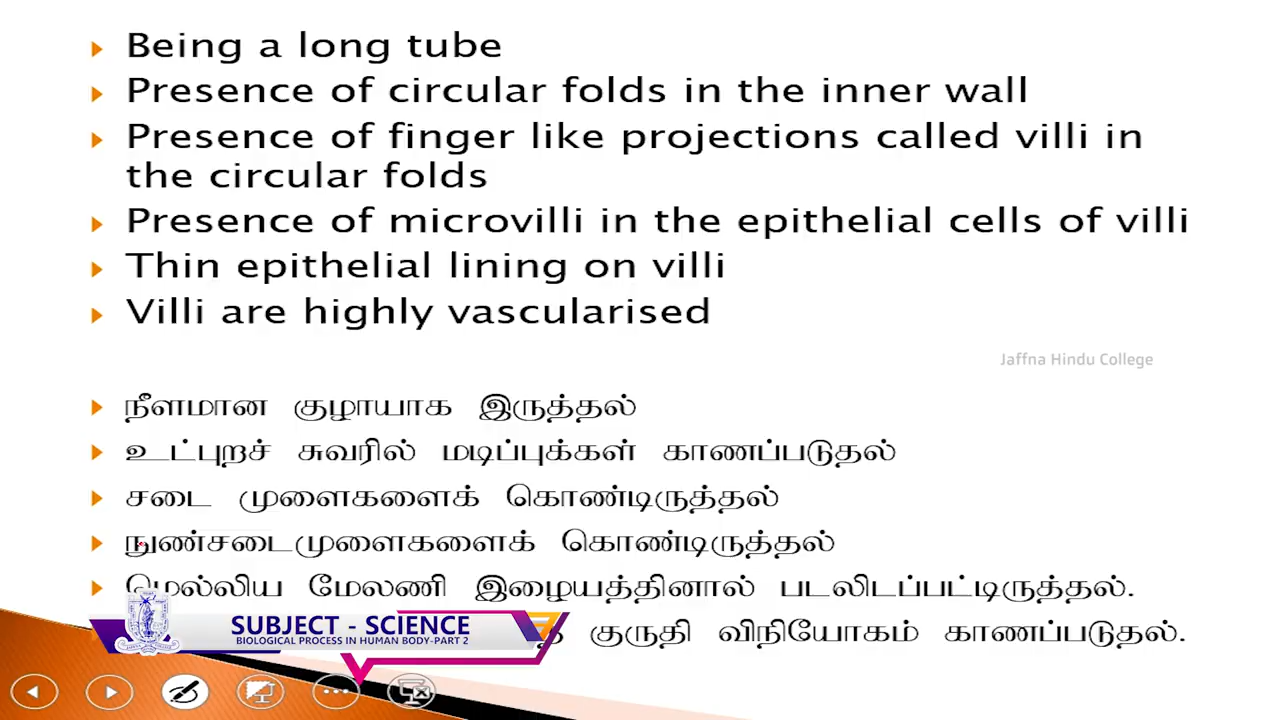 Being a long tube
Presence of circular folds in the inner wall
Presence of finger like projections called villi in
the circular folds
Presence of microvilli in the epithelial cells of villi
Thin epithelial lining on villi
Villi are highly vascularised
Jaffna Hindu College
நீளமான குழாயாக இருத்தல்
உட்புறச் சுவரில் மடிப்புக்கள் காணப்படுதல்
சடை முளைகளைக் கொண்டிருத்தல்
நுண்சடைமுளைகளைக் கொண்டிருத்தல்
மெல்லிய மேலணி இழையத்தினால் படலிடப்பட்டிருத்தல்.
குருதி விநியோகம் காணப்படுதல்.
SUBJECT - SCIENCE
BIOLOGICAL PROCESS IN HUMAN BODY-PART 2